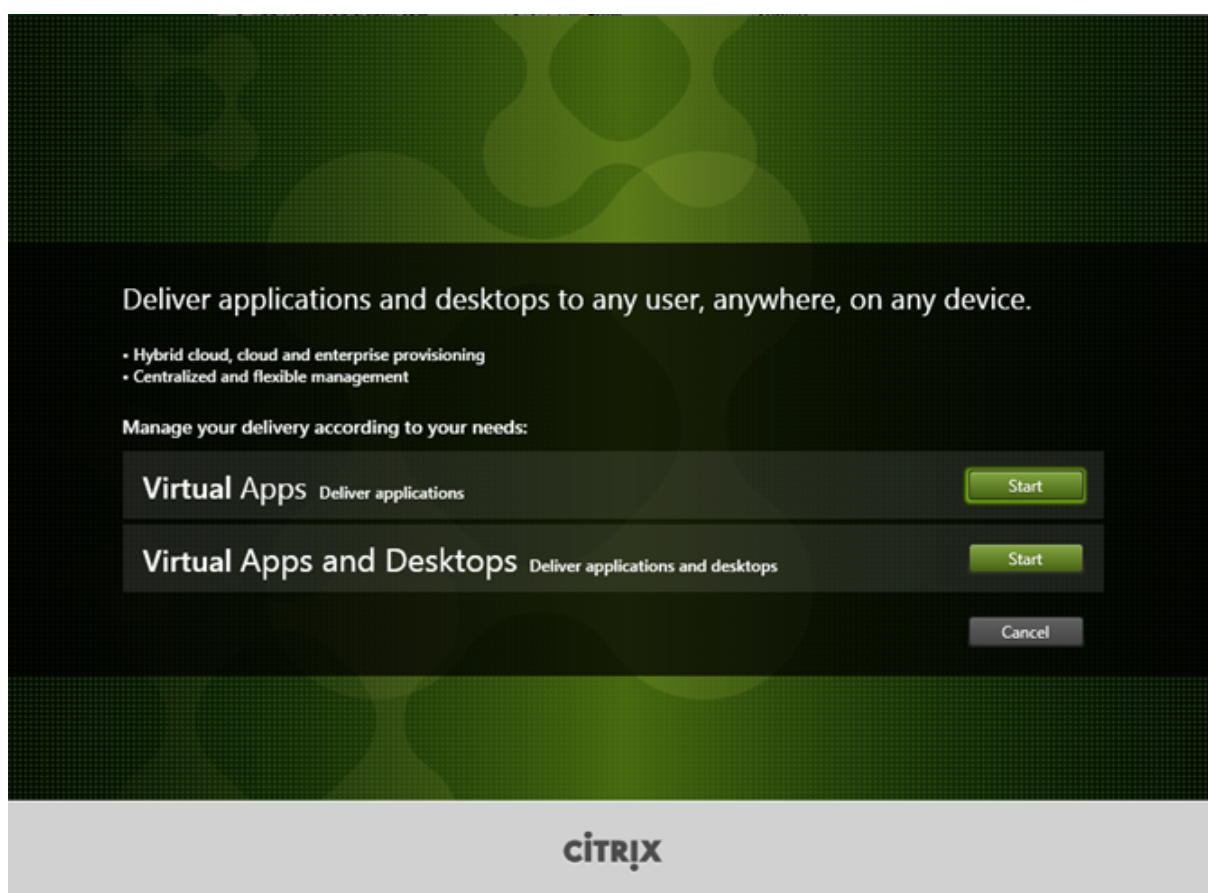 Deliver applications and desktops to any user, anywhere, on any device.
• Hybrid cloud, cloud and enterprise provisioning
• Centralized and flexible management
Manage your delivery according to your needs:
Virtual Apps Deliver applications Start
Virtual Apps and Desktops Deliver applications and desktops Start
Cancel
CİTRỊX